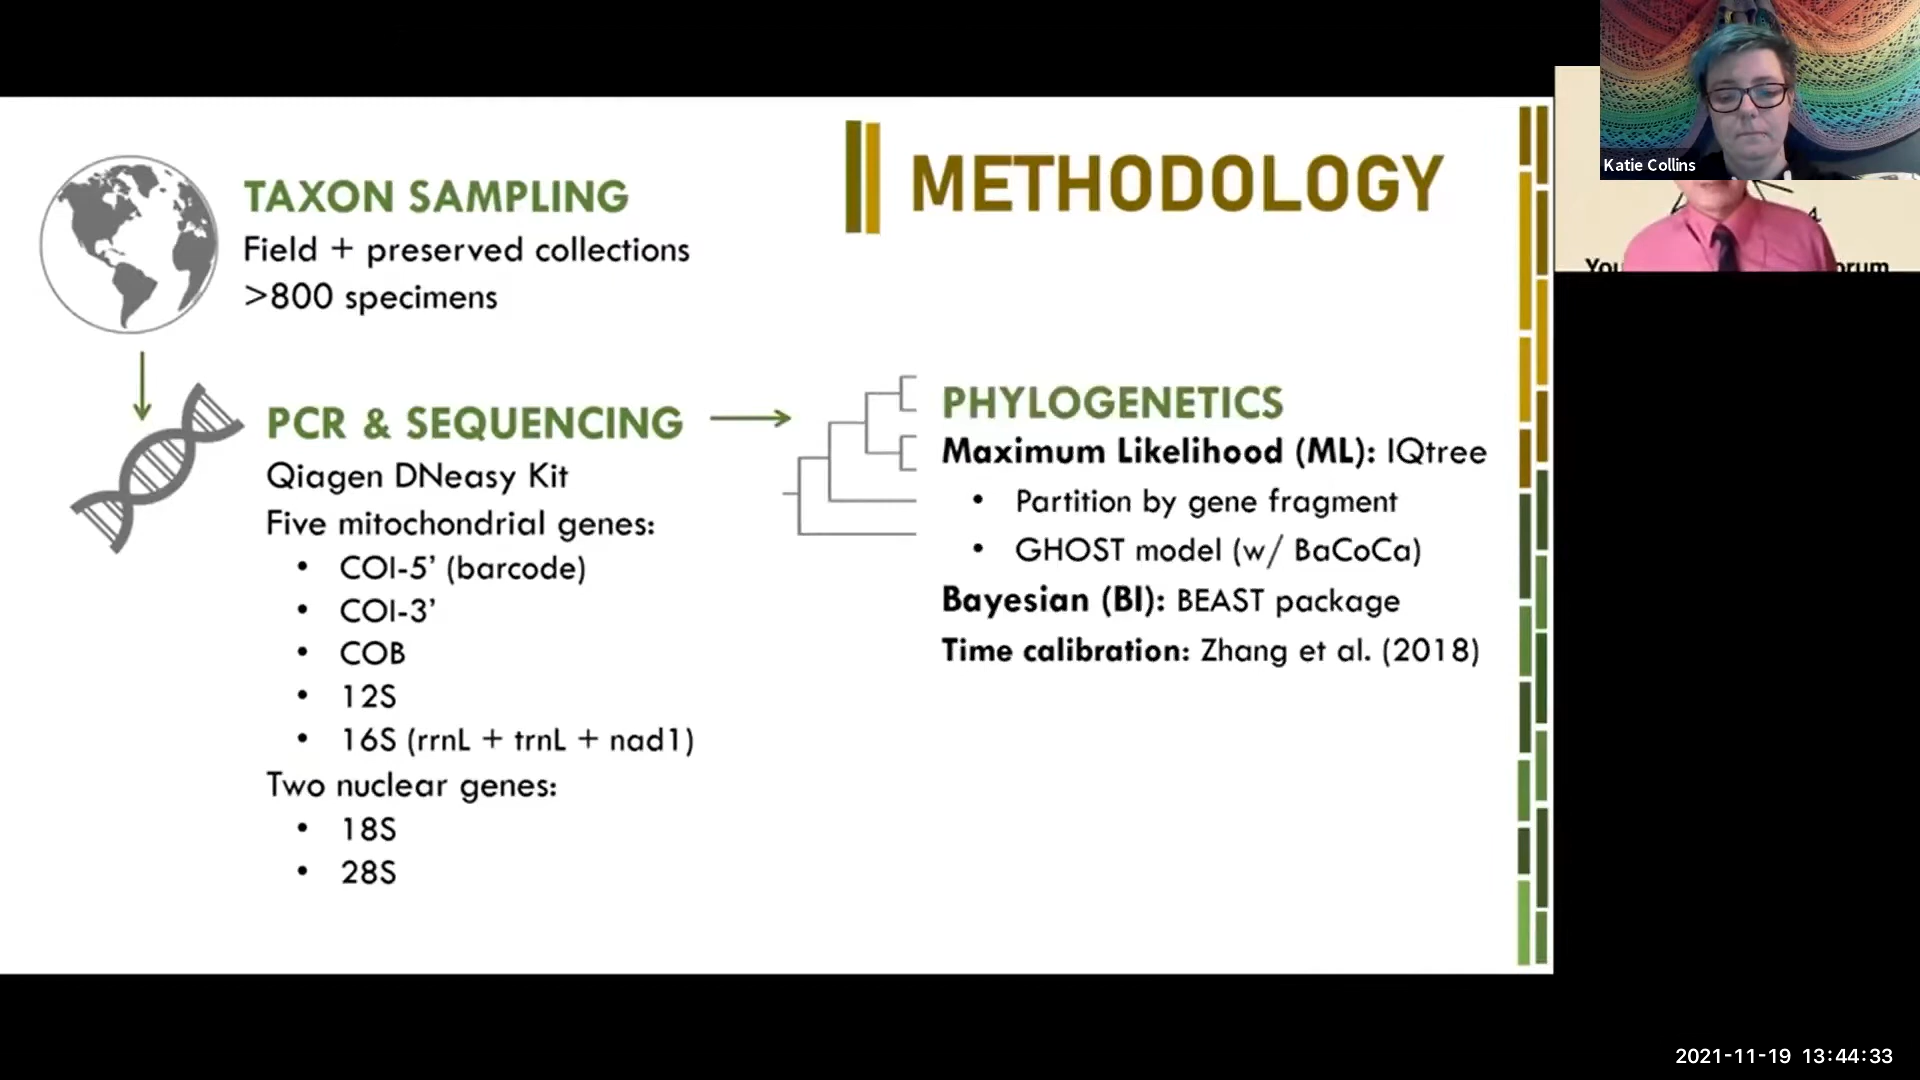 METHODOLOGY
TAXON SAMPLING
Field + preserved collections
>800 specimens
PCR & SEQUENCING
Qiagen DNeasy Kit
Five mitochondrial genes:
• COI-5’ (barcode)
• COI-3’
• COB
• 12S
• 16S (rrnL + trnL + nad1)
Two nuclear genes:
• 18S
• 28S
PHYLOGENETICS
Maximum Likelihood (ML): IQtree
• Partition by gene fragment
• GHOST model (w/ BaCoCa)
Bayesian (BI): BEAST package
Time calibration: Zhang et al. (2018)
Katie Collins
2021-11-19 13:44:33